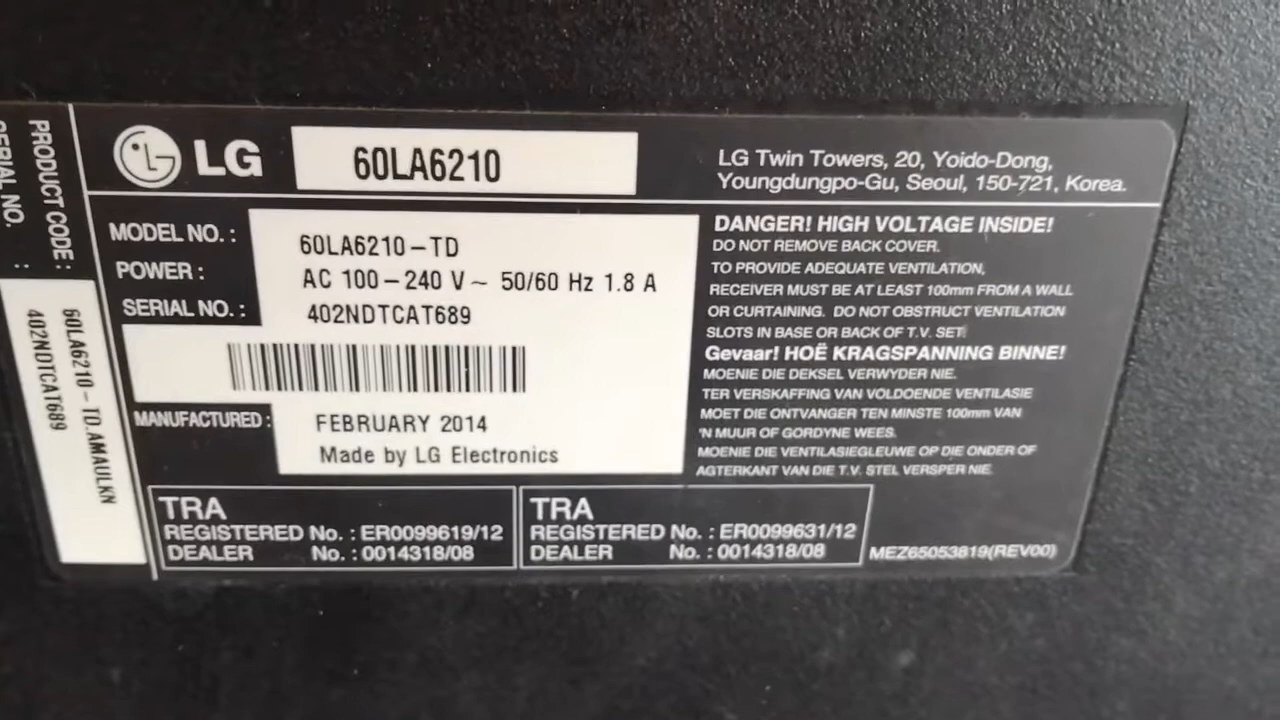 PRODUCT CODE :
SERIAL NO. :
60LA6210-TD.AMAULKN
402NDTCAT689
LG
60LA6210
LG Twin Towers, 20, Yoido-Dong,
Youngdungpo-Gu, Seoul, 150-721, Korea.
MODEL NO. : 60LA6210-TD
POWER : AC 100-240 V~ 50/60 Hz 1.8 A
SERIAL NO. : 402NDTCAT689
MANUFACTURED : FEBRUARY 2014
Made by LG Electronics
DANGER! HIGH VOLTAGE INSIDE!
DO NOT REMOVE BACK COVER.
TO PROVIDE ADEQUATE VENTILATION,
RECEIVER MUST BE AT LEAST 100mm FROM A WALL
OR CURTAINING. DO NOT OBSTRUCT VENTILATION
SLOTS IN BASE OR BACK OF T.V. SET.
Gevaar! HOË KRAGSPANNING BINNE!
MOENIE DIE DEKSEL VERWYDER NIE.
TER VERSKAFFING VAN VOLDOENDE VENTILASIE
MOET DIE ONTVANGER TEN MINSTE 100mm VAN
'N MUUR OF GORDYNE WEES.
MOENIE DIE VENTILASIEGLEUWE OP DIE ONDER OF
AGTERKANT VAN DIE T.V. STEL VERSPER NIE.
TRA
REGISTERED No. : ER0099619/12
DEALER No. : 0014318/08
TRA
REGISTERED No. : ER0099631/12
DEALER No. : 0014318/08
MEZ65053819(REV00)